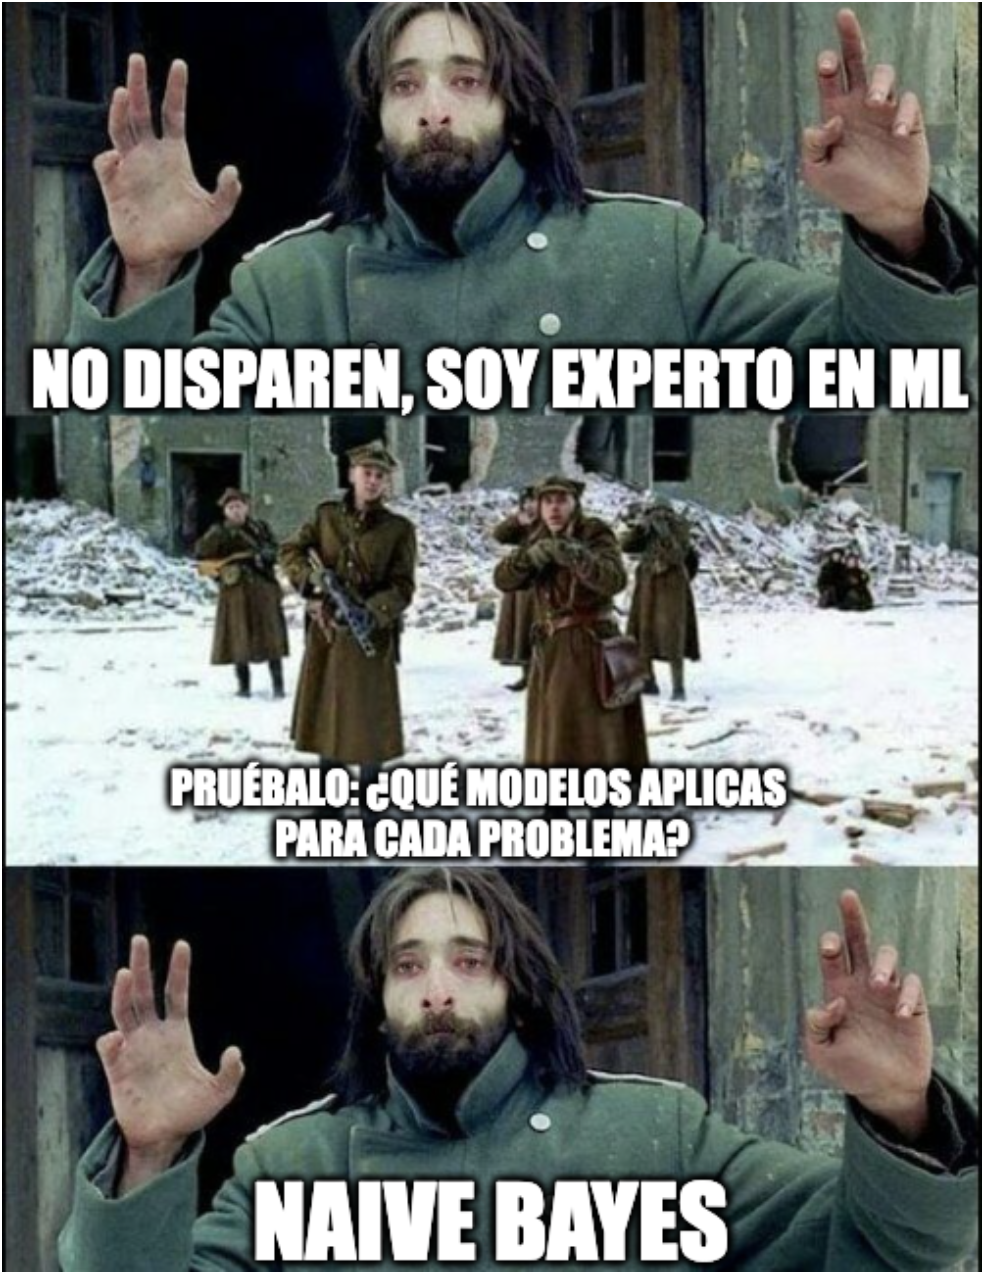 NO DISPAREN, SOY EXPERTO EN ML
PRUÉBALO: ¿QUÉ MODELOS APLICAS
PARA CADA PROBLEMA?
NAIVE BAYES